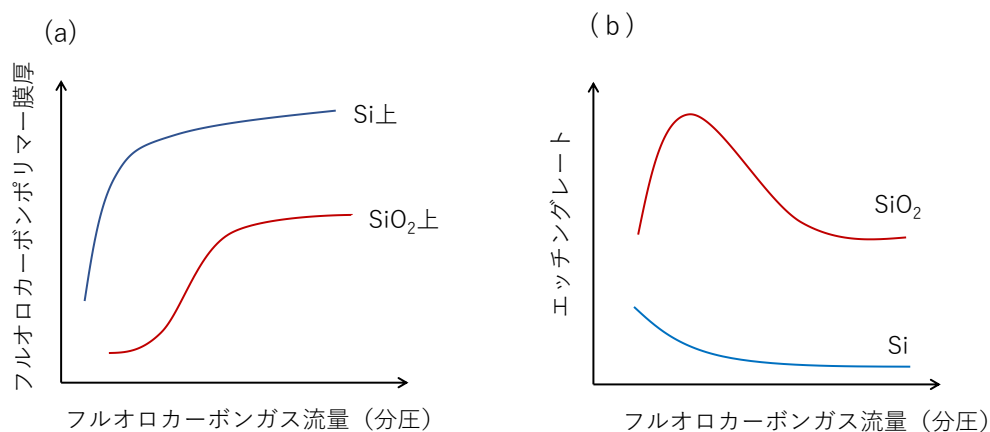 (a)
フルオロカーボンポリマー膜厚
Si上
SiO₂上
フルオロカーボンガス流量（分圧）
(b)
エッチングレート
SiO₂
Si
フルオロカーボンガス流量（分圧）